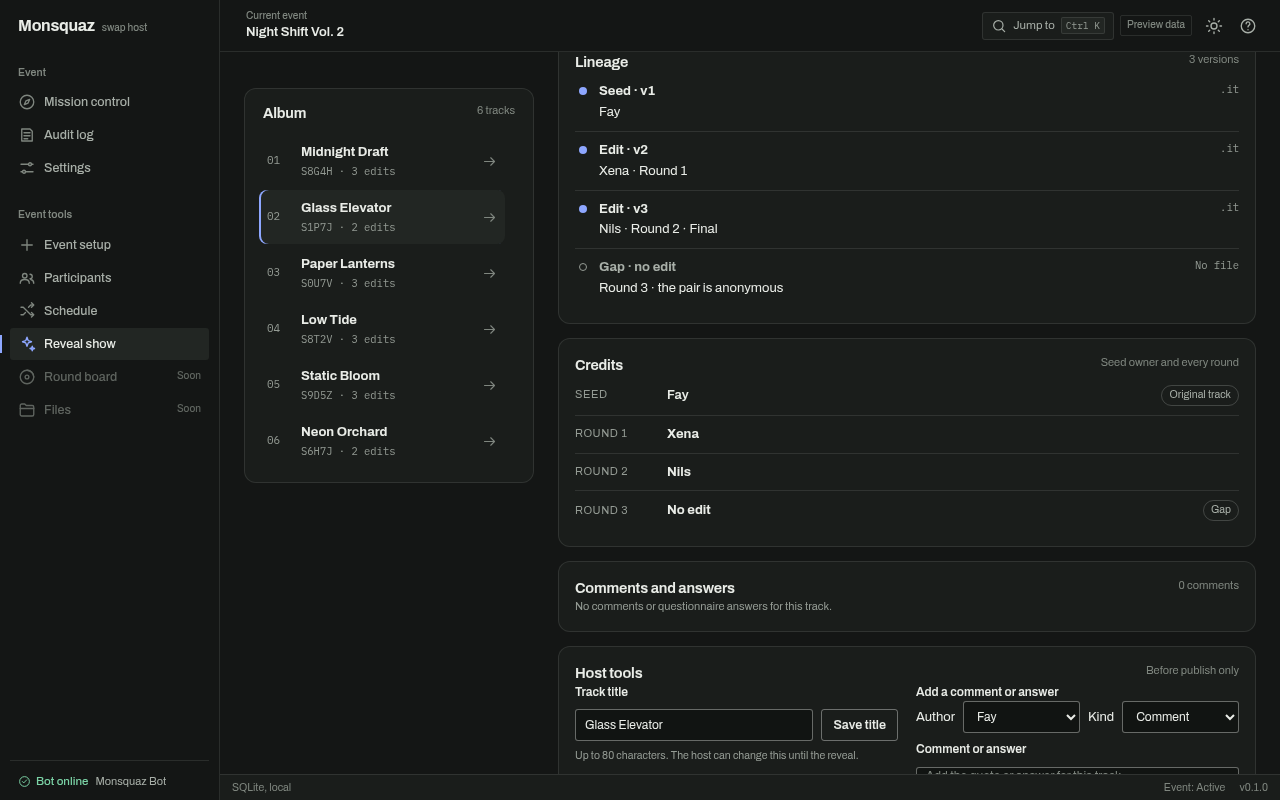 Monsquaz swap host
Event
Mission control
Audit log
Settings
Event tools
Event setup
Participants
Schedule
Reveal show
Round board Soon
Files Soon
Bot online Monsquaz Bot
Current event
Night Shift Vol. 2
Jump to Ctrl K
Preview data
Album 6 tracks
01 Midnight Draft
S8G4H · 3 edits
02 Glass Elevator
S1P7J · 2 edits
03 Paper Lanterns
S0U7V · 3 edits
04 Low Tide
S8T2V · 3 edits
05 Static Bloom
S9D5Z · 3 edits
06 Neon Orchard
S6H7J · 2 edits
Lineage 3 versions
Seed · v1 .it
Fay
Edit · v2 .it
Xena · Round 1
Edit · v3 .it
Nils · Round 2 · Final
Gap · no edit No file
Round 3 · the pair is anonymous
Credits Seed owner and every round
SEED Fay Original track
ROUND 1 Xena
ROUND 2 Nils
ROUND 3 No edit Gap
Comments and answers 0 comments
No comments or questionnaire answers for this track.
Host tools Before publish only
Track title
Glass Elevator Save title
Up to 80 characters. The host can change this until the reveal.
Add a comment or answer
Author Fay Kind Comment
Comment or answer
Add the quote or answer for this track
SQLite, local Event: Active v0.1.0